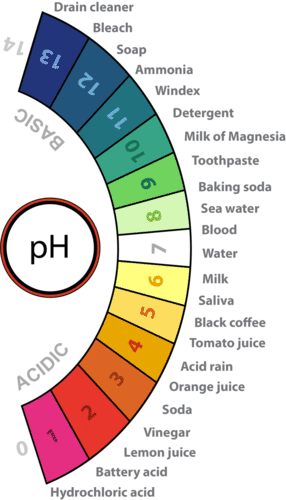 Drain cleaner
14
Bleach
13
Soap
12
Ammonia
Windex
11
Detergent
BASIC
Milk of Magnesia
10
Toothpaste
9
Baking soda
Sea water
8
Blood
pH
7
Water
6
Milk
Saliva
5
Black coffee
4
Tomato juice
ACIDIC
Acid rain
3
Orange juice
2
Soda
1
Vinegar
0
Lemon juice
Battery acid
Hydrochloric acid